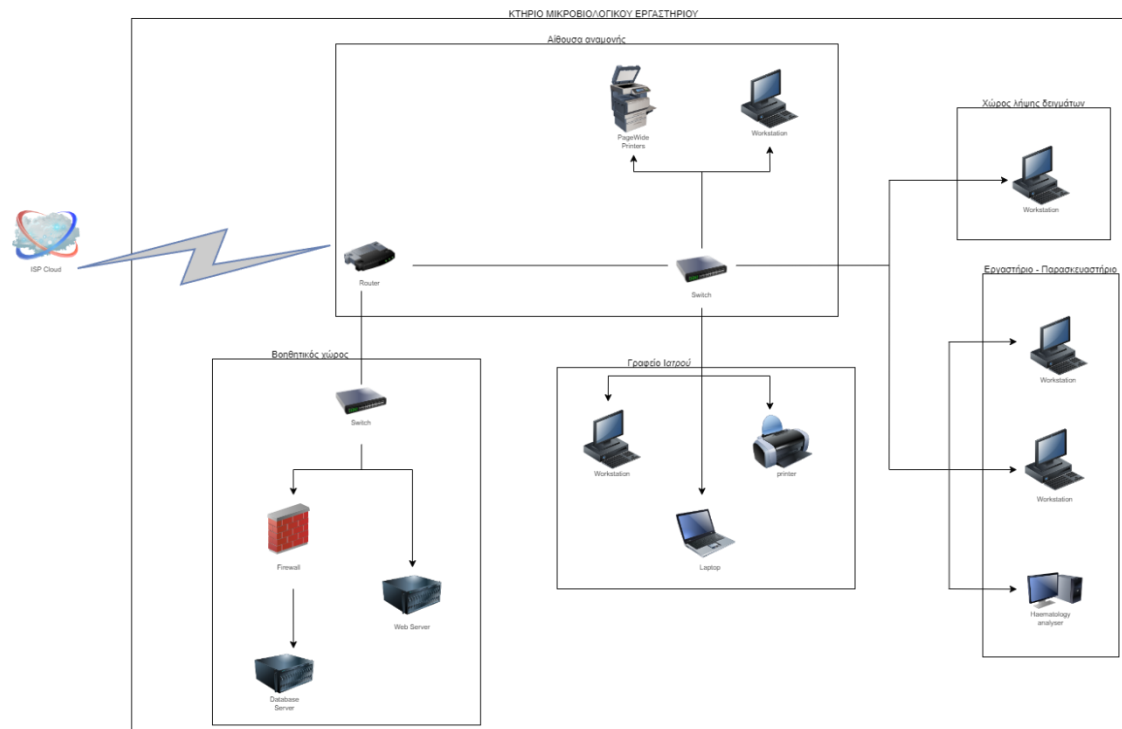 ΚΤΗΡΙΟ ΜΙΚΡΟΒΙΟΛΟΓΙΚΟΥ ΕΡΓΑΣΤΗΡΙΟΥ
Αίθουσα αναμονής
PageWide
Printers
Workstation
Χώρος λήψης δειγμάτων
Workstation
ISP Cloud
Router
Switch
Εργαστήριο - Παρασκευαστήριο
Workstation
Workstation
Haematology
analyser
Βοηθητικός χώρος
Switch
Firewall
Web Server
Database
Server
Γραφείο Ιατρού
Workstation
printer
Laptop